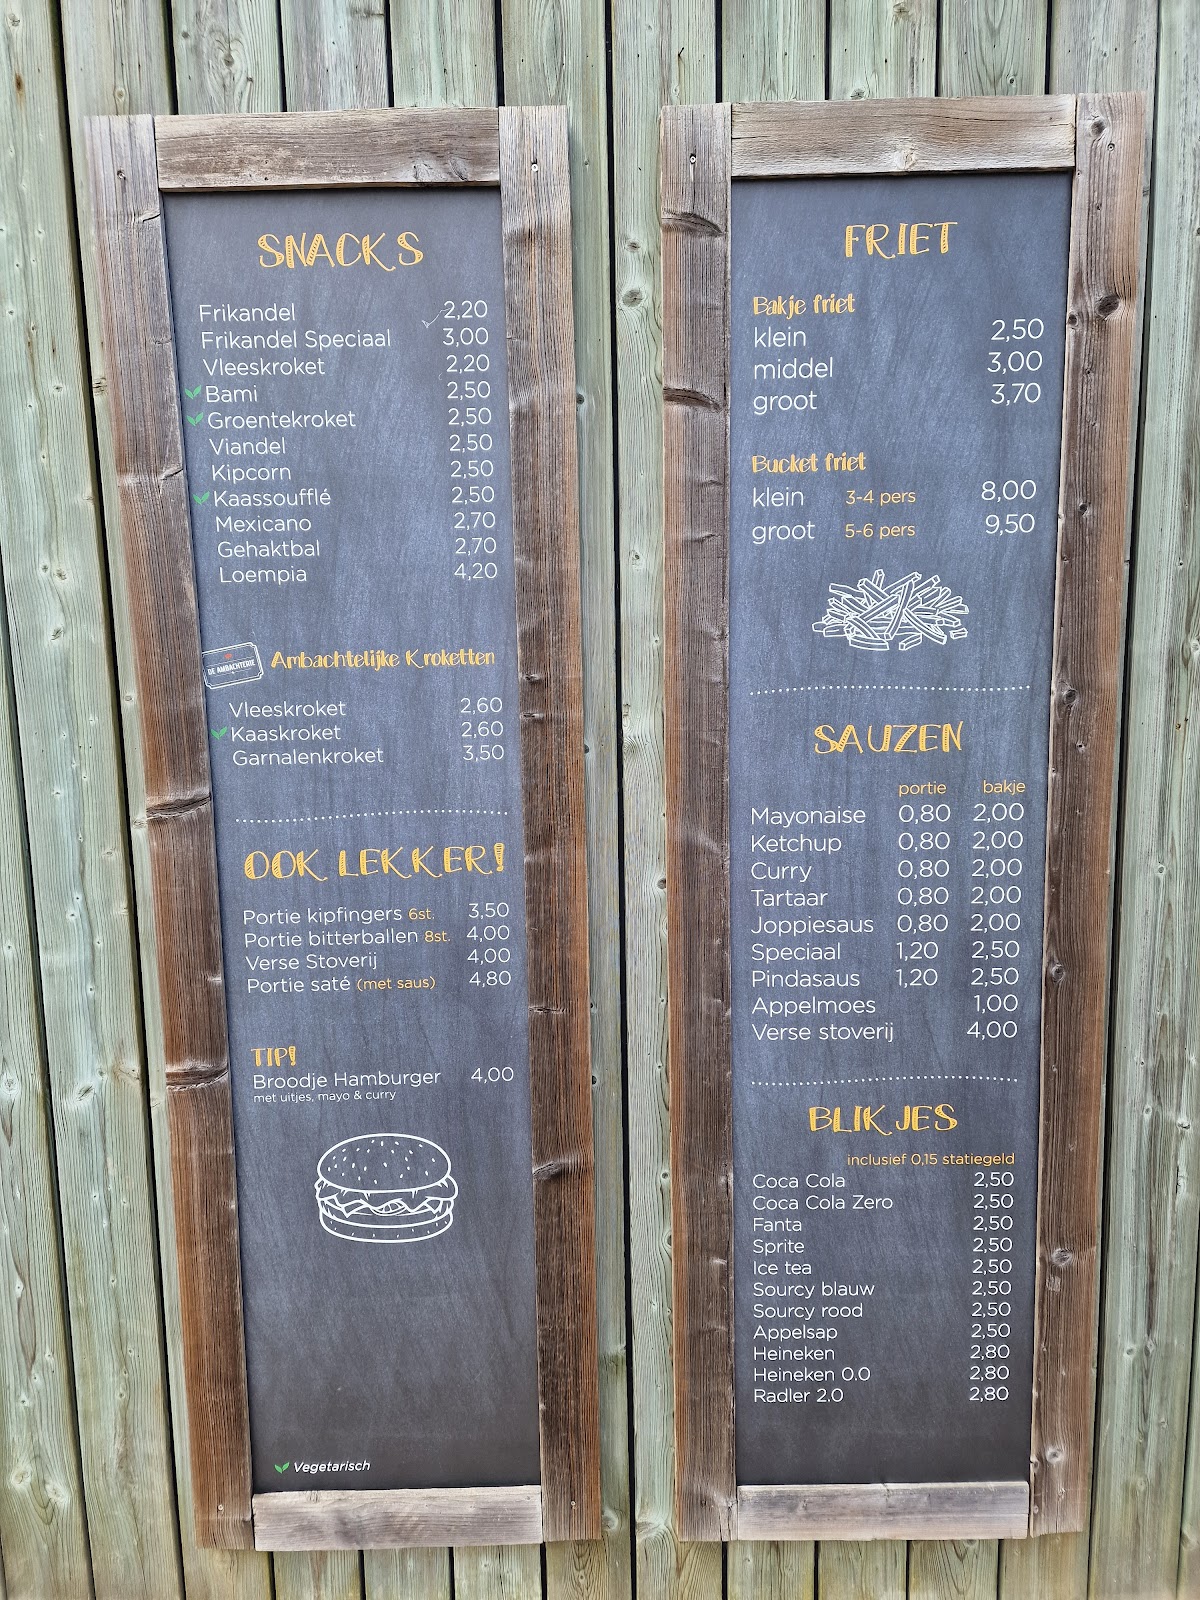 SNACKS
Frikandel 2,20
Frikandel Speciaal 3,00
Vleeskroket 2,20
Bami 2,50
Groentekroket 2,50
Viandel 2,50
Kipcorn 2,50
Kaassoufflé 2,50
Mexicano 2,70
Gehaktbal 2,70
Loempia 4,20
DE AMBACHTERIE
Ambachtelijke Kroketten
Vleeskroket 2,60
Kaaskroket 2,60
Garnalenkroket 3,50
OOK LEKKER!
Portie kipfingers 6st. 3,50
Portie bitterballen 8st. 4,00
Verse Stoverij 4,00
Portie saté (met saus) 4,80
TIP!
Broodje Hamburger 4,00
met uitjes, mayo & curry
Vegetarisch
FRIET
Bakje friet
klein 2,50
middel 3,00
groot 3,70
Bucket friet
klein 3-4 pers 8,00
groot 5-6 pers 9,50
SAUZEN
portie bakje
Mayonaise 0,80 2,00
Ketchup 0,80 2,00
Curry 0,80 2,00
Tartaar 0,80 2,00
Joppiesaus 0,80 2,00
Speciaal 1,20 2,50
Pindasaus 1,20 2,50
Appelmoes 1,00
Verse stoverij 4,00
BLIKJES
inclusief 0,15 statiegeld
Coca Cola 2,50
Coca Cola Zero 2,50
Fanta 2,50
Sprite 2,50
Ice tea 2,50
Sourcy blauw 2,50
Sourcy rood 2,50
Appelsap 2,50
Heineken 2,80
Heineken 0.0 2,80
Radler 2.0 2,80